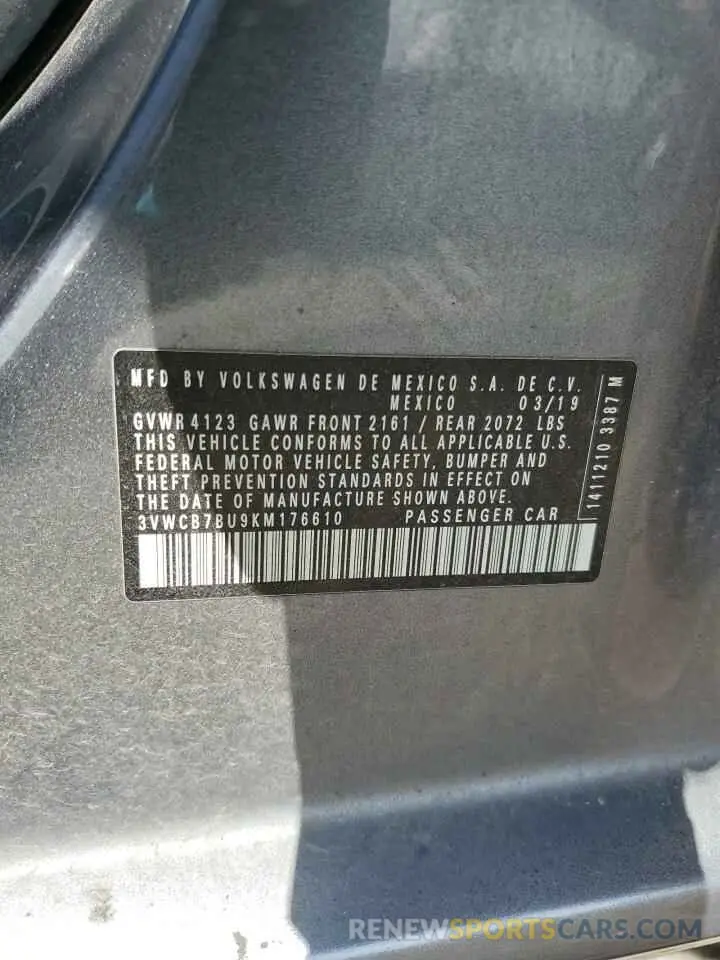 MFD BY VOLKSWAGEN DE MEXICO S.A. DE C.V.
MEXICO 03/19
GVWR 4123 GAWR FRONT 2161 / REAR 2072 LBS
THIS VEHICLE CONFORMS TO ALL APPLICABLE U.S.
FEDERAL MOTOR VEHICLE SAFETY, BUMPER AND
THEFT PREVENTION STANDARDS IN EFFECT ON
THE DATE OF MANUFACTURE SHOWN ABOVE.
3VWCB7BU9KM176610 PASSENGER CAR
1411210 3387 M
RENEWSPORTSCARS.COM